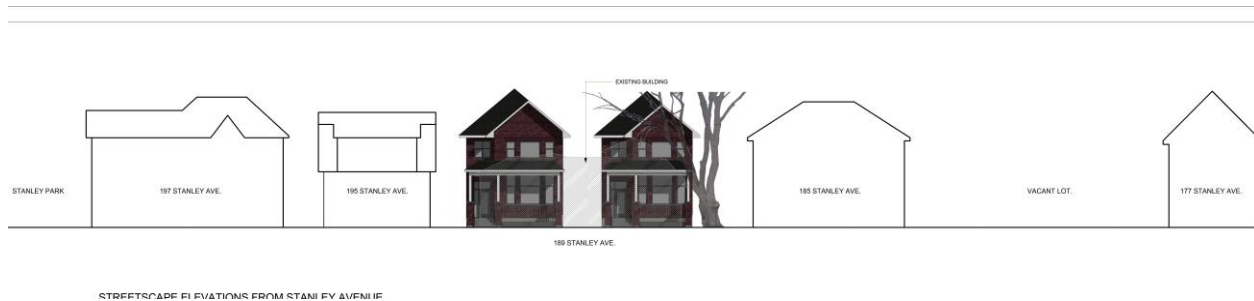 EXISTING BUILDING
STANLEY PARK
197 STANLEY AVE.
195 STANLEY AVE.
185 STANLEY AVE.
VACANT LOT.
177 STANLEY AVE.
189 STANLEY AVE.
STREETSCAPE ELEVATIONS FROM STANLEY AVENUE